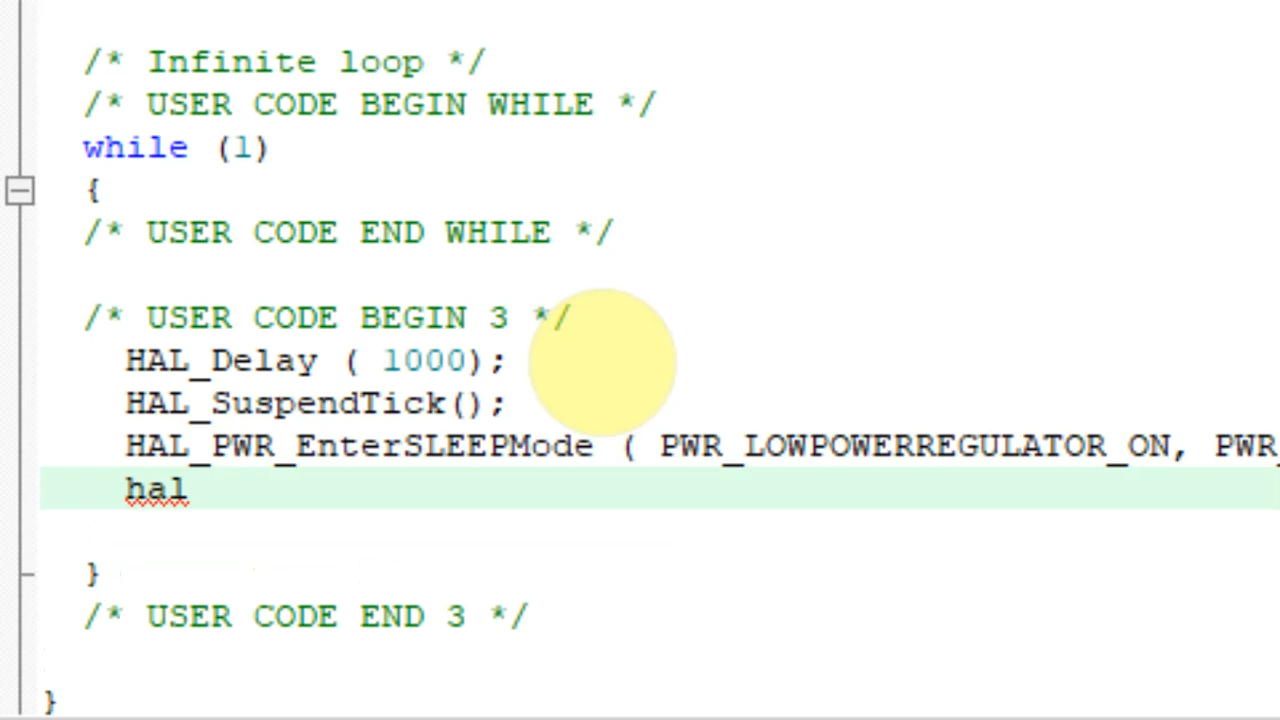 /* Infinite loop */
/* USER CODE BEGIN WHILE */
while (1)
{
/* USER CODE END WHILE */
/* USER CODE BEGIN 3 */
HAL_Delay ( 1000);
HAL_SuspendTick();
HAL_PWR_EnterSLEEPMode ( PWR_LOWPOWERREGULATOR_ON, PWR_
hal
}
/* USER CODE END 3 */
}